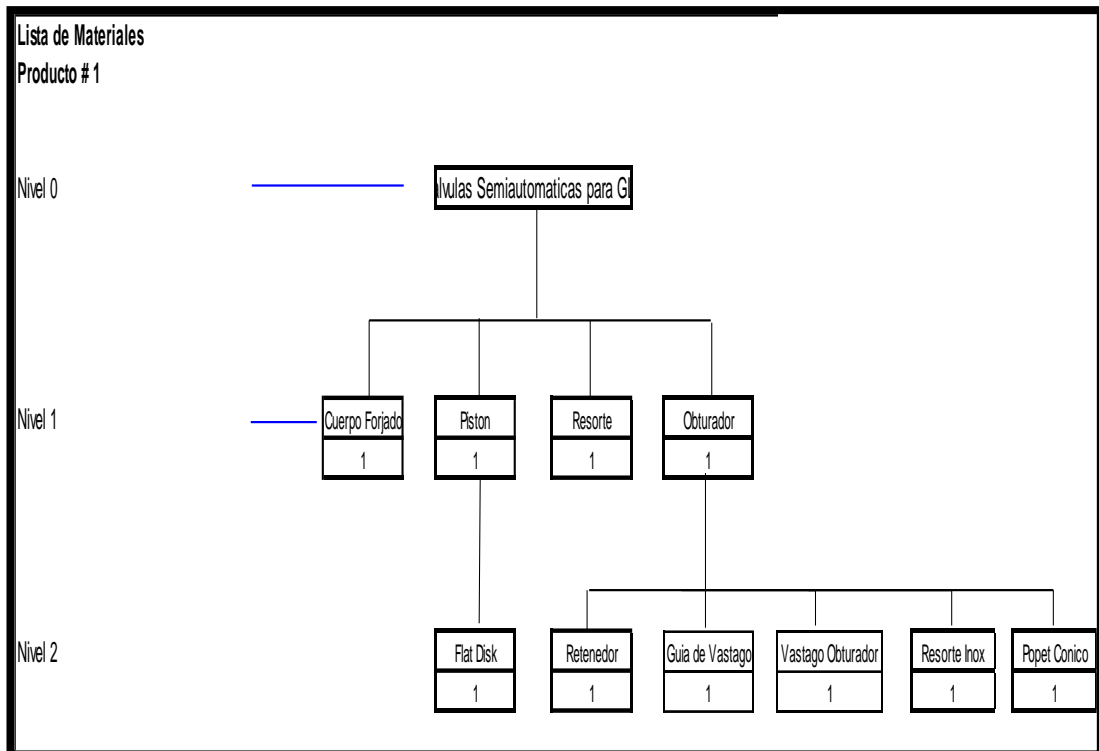 Lista de Materiales
Producto # 1
Nivel 0
Semiautomaticas para
Nivel 1
Cuerpo Forjado
Piston
Resorte
Obturador
1
1
1
1
Nivel 2
Flat Disk
Retenedor
Guia de Vastago
Vastago Obturador
Resorte Inox
Popet Conico
1
1
1
1
1
1